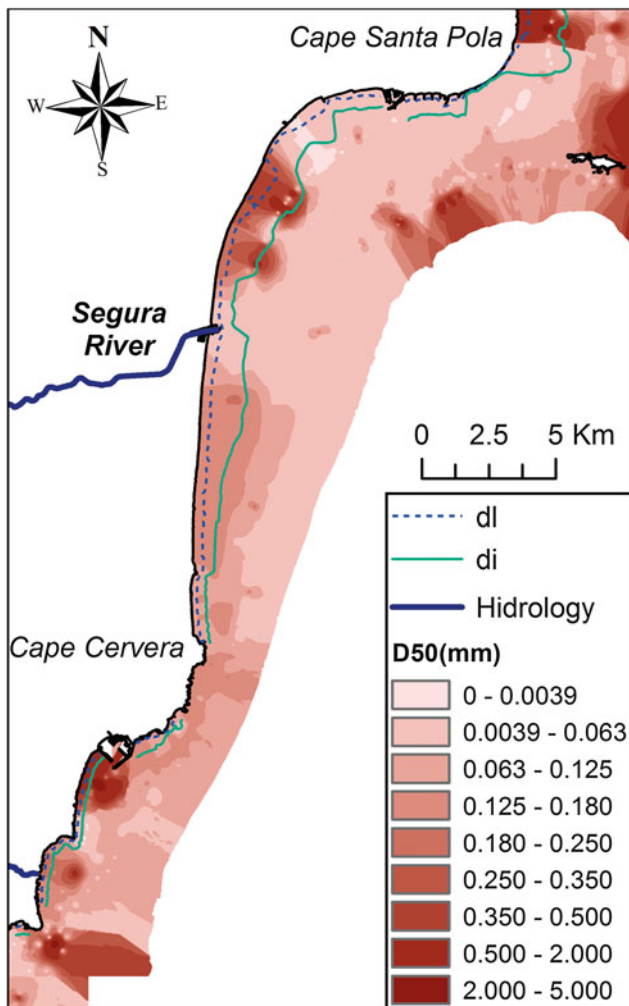 Cape Santa Pola
N
W
E
S
Segura
River
0 2.5 5 Km
dl
di
Hidrology
Cape Cervera
D50(mm)
0 - 0.0039
0.0039 - 0.063
0.063 - 0.125
0.125 - 0.180
0.180 - 0.250
0.250 - 0.350
0.350 - 0.500
0.500 - 2.000
2.000 - 5.000